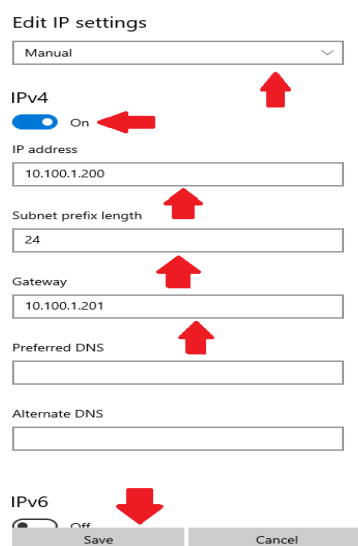 Edit IP settings
Manual
IPv4
On
IP address
10.100.1.200
Subnet prefix length
24
Gateway
10.100.1.201
Preferred DNS
Alternate DNS
IPv6
Off
Save Cancel